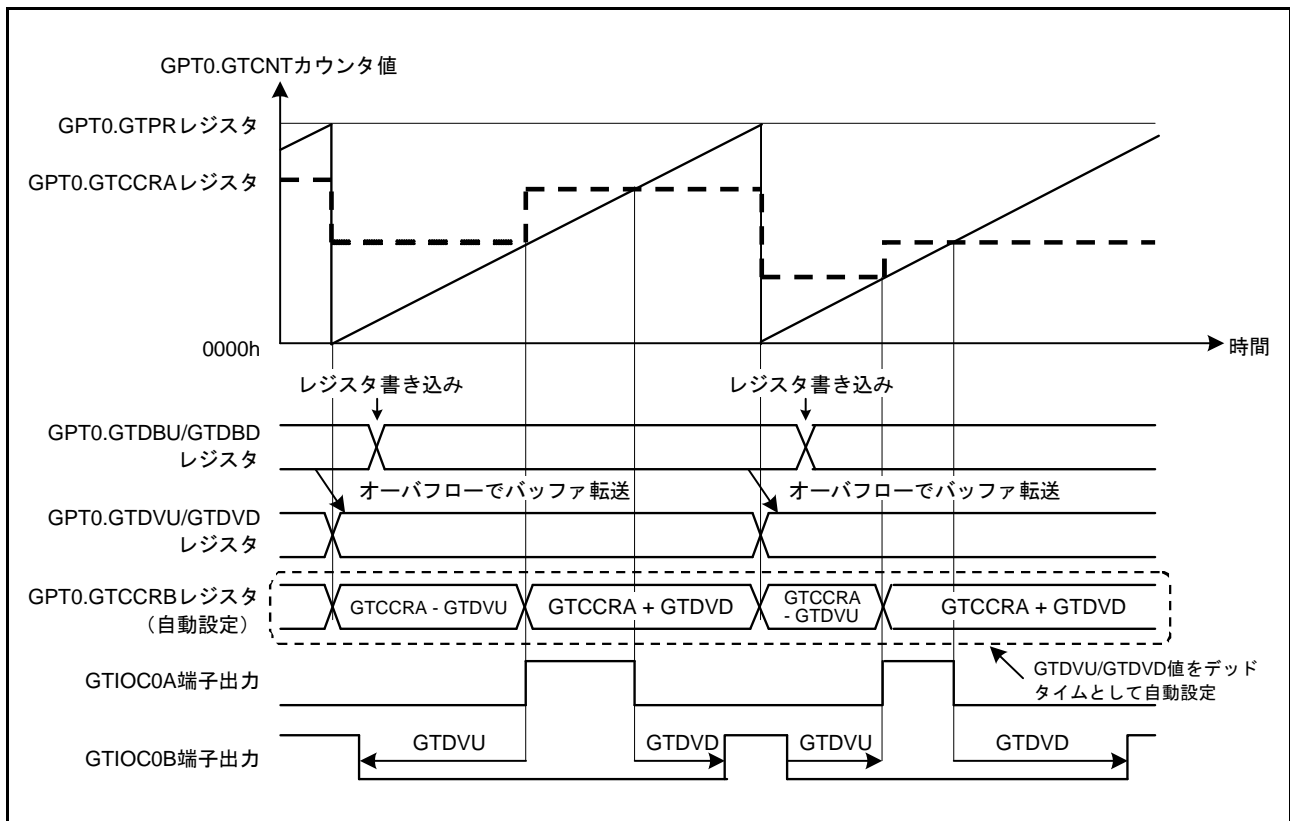 GPT0.GTCNTカウンタ値
GPT0.GTPRレジスタ
GPT0.GTCCRAレジスタ
0000h
時間
レジスタ書き込み
レジスタ書き込み
GPT0.GTDBU/GTDBD
レジスタ
オーバフローでバッファ転送
オーバフローでバッファ転送
GPT0.GTDVU/GTDVD
レジスタ
GPT0.GTCCRBレジスタ
（自動設定）
GTCCRA - GTDVU
GTCCRA + GTDVD
GTCCRA
- GTDVU
GTCCRA + GTDVD
GTDVU/GTDVD値をデッド
タイムとして自動設定
GTIOC0A端子出力
GTIOC0B端子出力
GTDVU
GTDVD
GTDVU
GTDVD